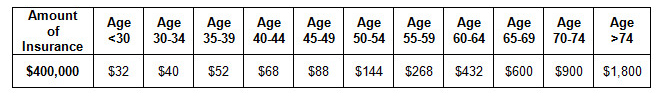 Amount of Insurance Age <30 Age 30-34 Age 35-39 Age 40-44 Age 45-49 Age 50-54 Age 55-59 Age 60-64 Age 65-69 Age 70-74 Age >74
$400,000 $32 $40 $52 $68 $88 $144 $268 $432 $600 $900 $1,800